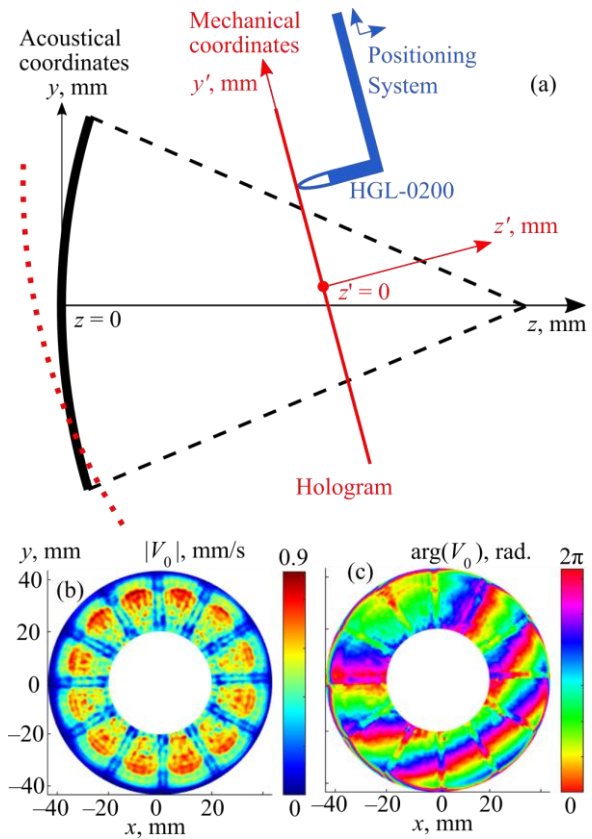 Acoustical
coordinates
y, mm
Mechanical
coordinates
y′, mm
Positioning
System
(a)
HGL-0200
z′, mm
z' = 0
z = 0
z, mm
Hologram
y, mm
|V₀|, mm/s
0.9
arg(V₀), rad.
2π
(b)
(c)
40
20
0
–20
–40
0
0
–40
–20
0
20
x, mm
–40
–20
0
20
x, mm